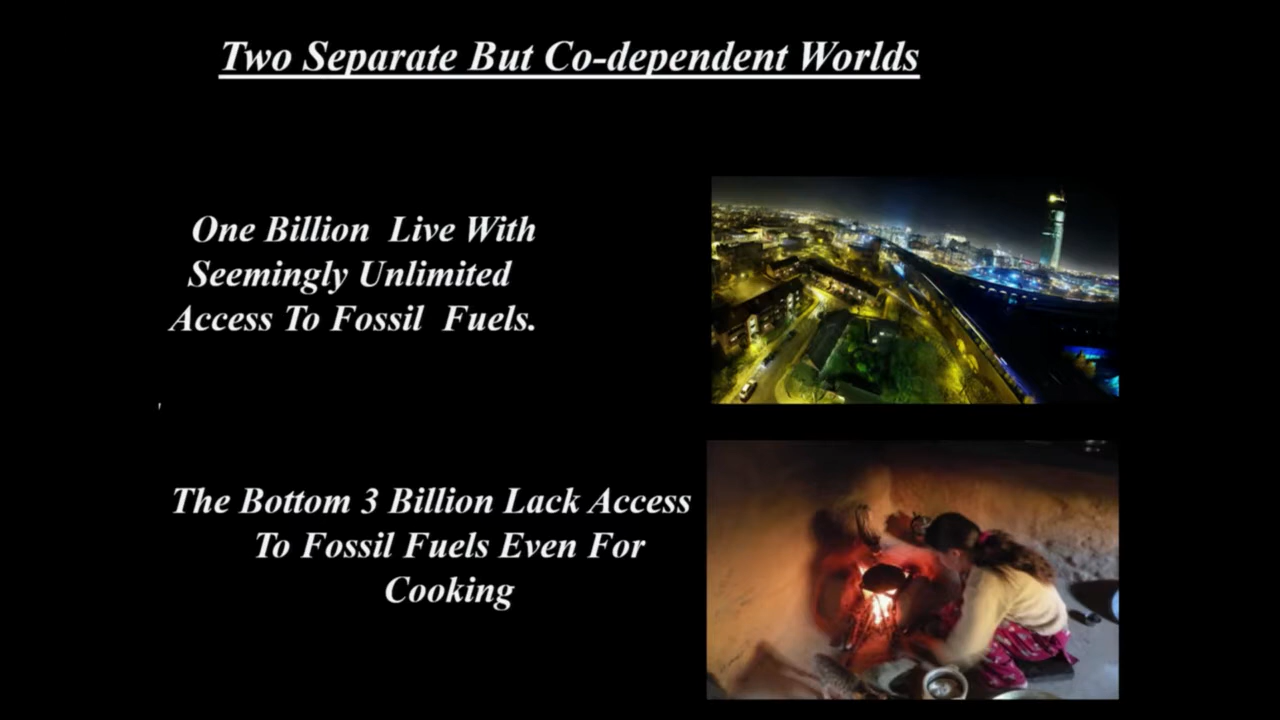 Two Separate But Co-dependent Worlds
One Billion Live With
Seemingly Unlimited
Access To Fossil Fuels.
The Bottom 3 Billion Lack Access
To Fossil Fuels Even For
Cooking